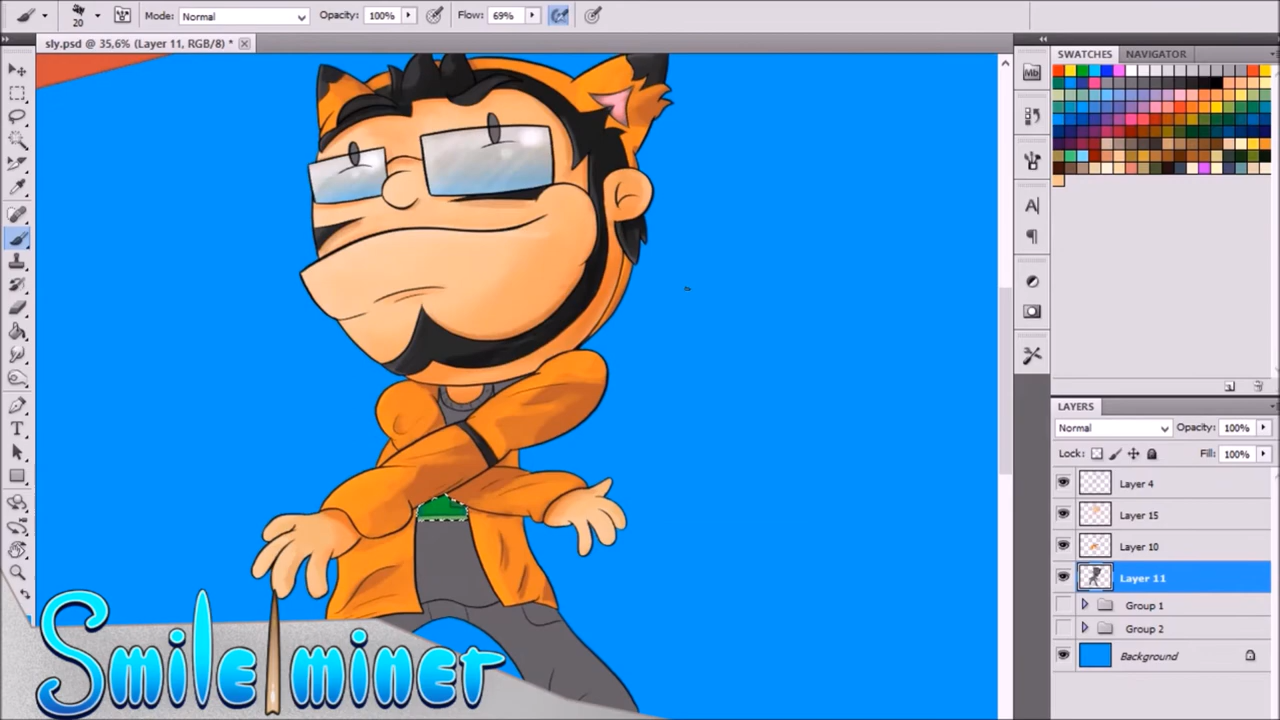 20 Mode: Normal Opacity: 100% Flow: 69%
sly.psd @ 35,6% (Layer 11, RGB/8) *
SWATCHES NAVIGATOR
Mb
A
T
LAYERS
Normal Opacity: 100%
Lock: Fill: 100%
Layer 4
Layer 15
Layer 10
Layer 11
Group 1
Group 2
Background
Smile miner